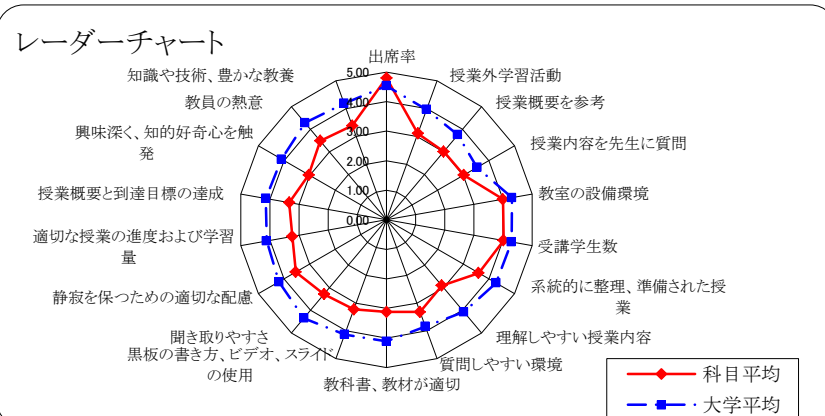 レーダーチャート
出席率
授業外学習活動
授業概要を参考
授業内容を先生に質問
教室の設備環境
受講学生数
系統的に整理、準備された授
業
理解しやすい授業内容
質問しやすい環境
教科書、教材が適切
黒板の書き方、ビデオ、スライド
の使用
聞き取りやすさ
静寂を保つための適切な配慮
適切な授業の進度および学習
量
授業概要と到達目標の達成
興味深く、知的好奇心を触
発
教員の熱意
知識や技術、豊かな教養
5.00
4.00
3.00
2.00
1.00
0.00
科目平均
大学平均